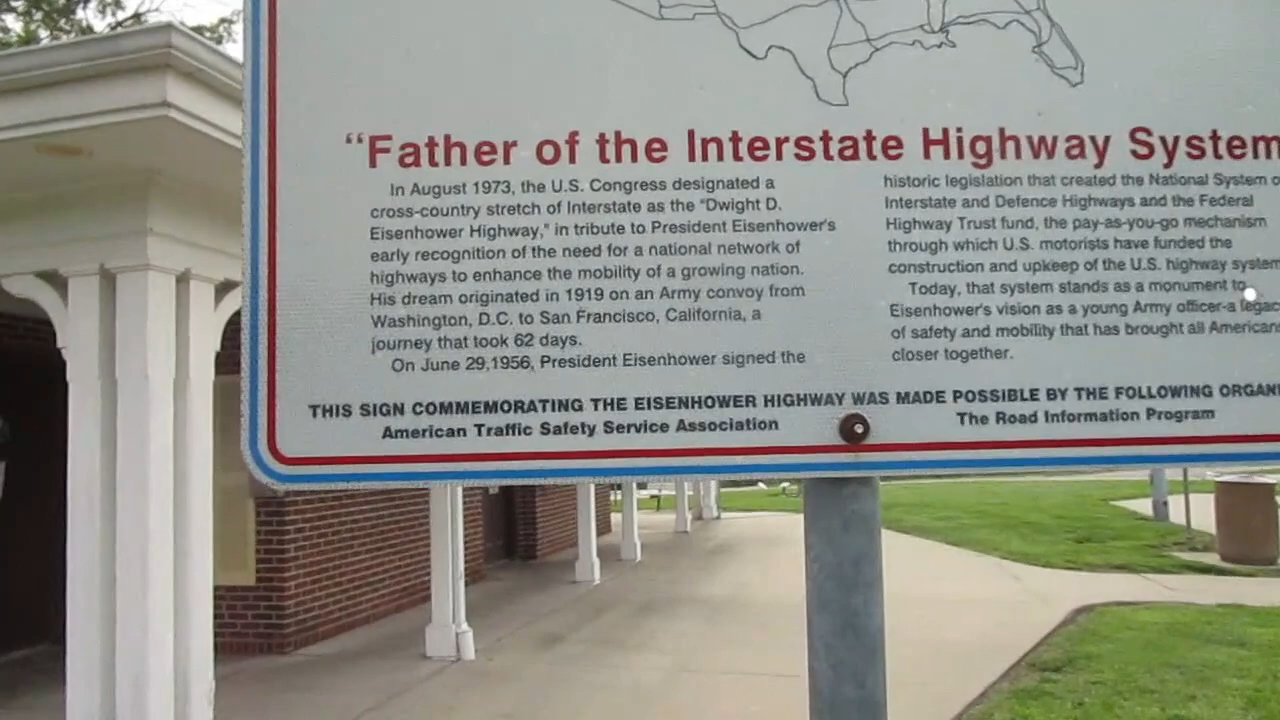 “Father of the Interstate Highway System
In August 1973, the U.S. Congress designated a
cross-country stretch of Interstate as the "Dwight D.
Eisenhower Highway," in tribute to President Eisenhower's
early recognition of the need for a national network of
highways to enhance the mobility of a growing nation.
His dream originated in 1919 on an Army convoy from
Washington, D.C. to San Francisco, California, a
journey that took 62 days.
On June 29,1956, President Eisenhower signed the
historic legislation that created the National System
Interstate and Defence Highways and the Federal
Highway Trust fund, the pay-as-you-go mechanism
through which U.S. motorists have funded the
construction and upkeep of the U.S. highway system
Today, that system stands as a monument to
Eisenhower's vision as a young Army officer-a
of safety and mobility that has brought all American
closer together.
THIS SIGN COMMEMORATING THE EISENHOWER HIGHWAY WAS MADE POSSIBLE BY THE FOLLOWING
American Traffic Safety Service Association
The Road Information Program